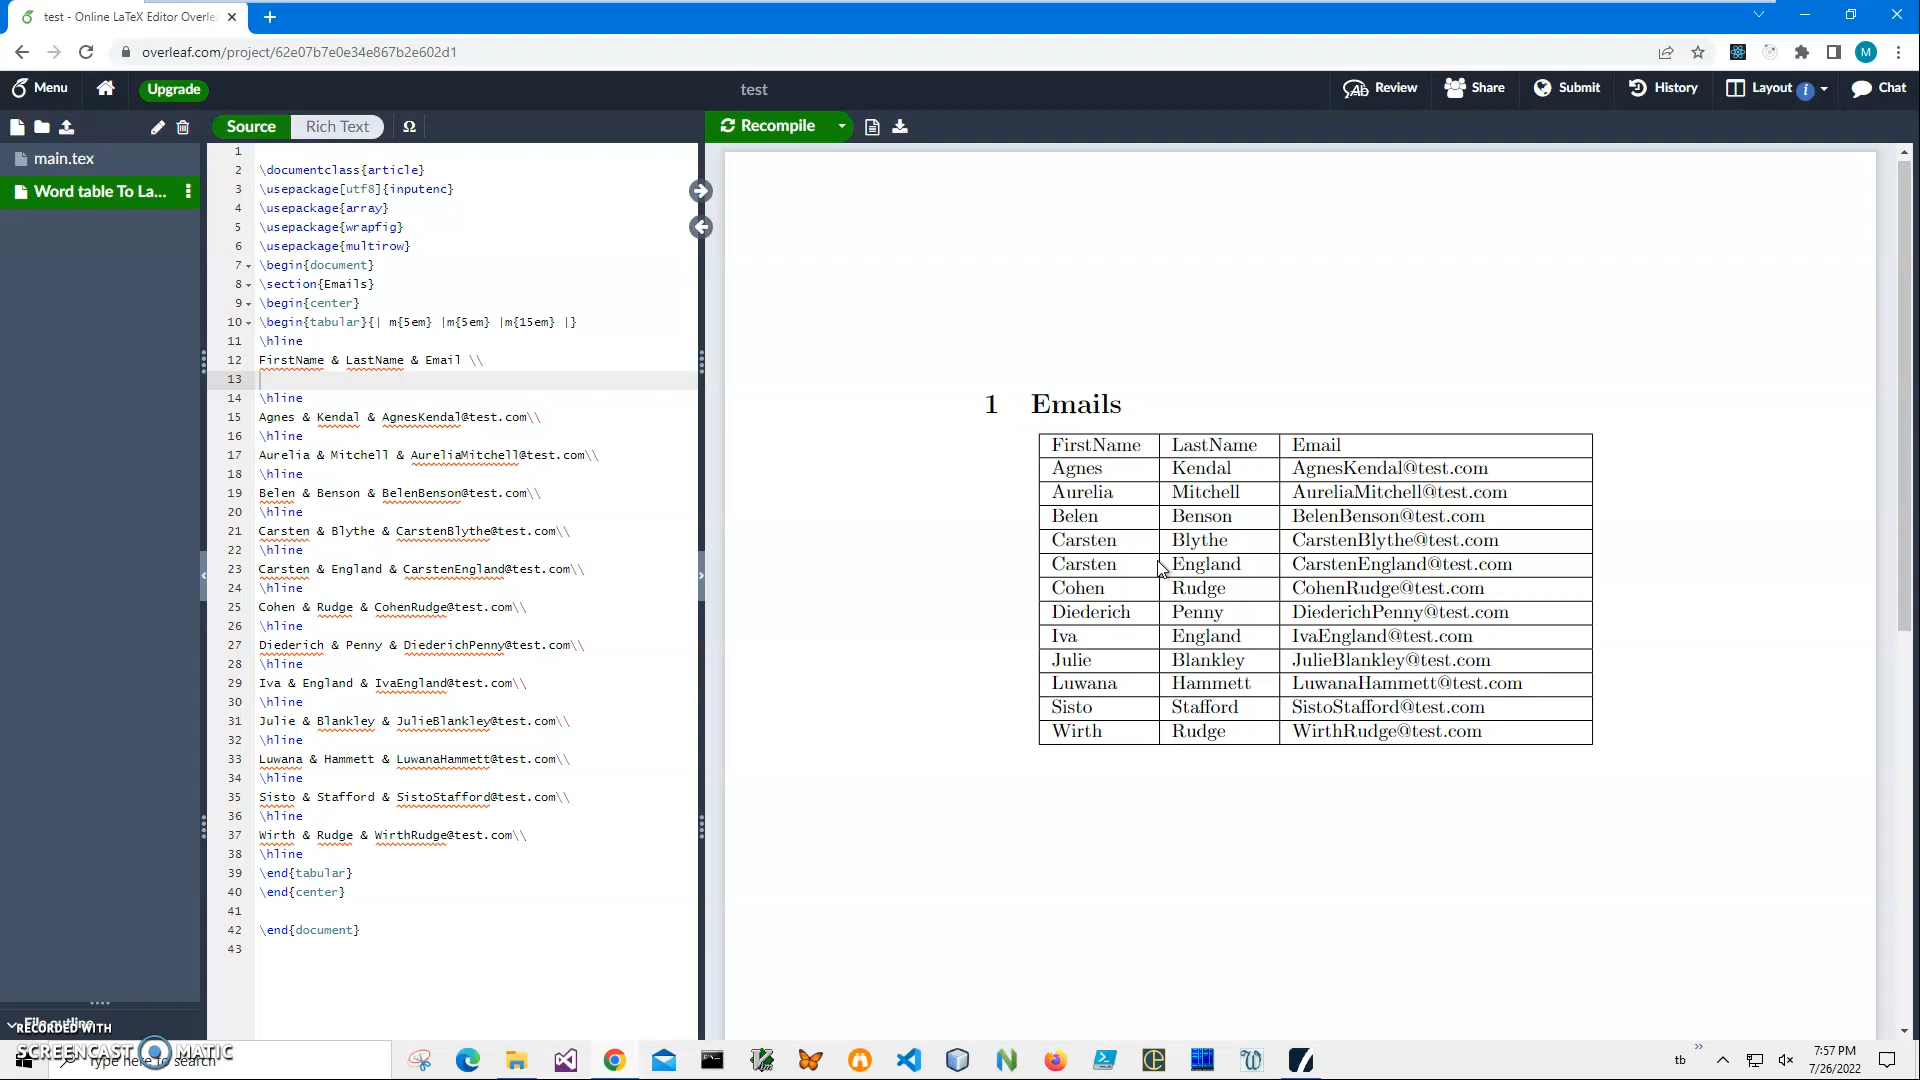 test - Online LaTeX Editor Overle
overleaf.com/project/62e07b7e0e34e867b2e602d1
M
Menu
Upgrade
test
Review
Share
Submit
History
Layout
i
Chat
Source
Rich Text
Ω
Recompile
main.tex
Word table To La...
1
2 \documentclass{article}
3 \usepackage[utf8]{inputenc}
4 \usepackage{array}
5 \usepackage{wrapfig}
6 \usepackage{multirow}
7 \begin{document}
8 \section{Emails}
9 \begin{center}
10 \begin{tabular}{| m{5em} |m{5em} |m{15em} |}
11 \hline
12 FirstName & LastName & Email \\
13
14 \hline
15 Agnes & Kendal & AgnesKendal@test.com\\
16 \hline
17 Aurelia & Mitchell & AureliaMitchell@test.com\\
18 \hline
19 Belen & Benson & BelenBenson@test.com\\
20 \hline
21 Carsten & Blythe & CarstenBlythe@test.com\\
22 \hline
23 Carsten & England & CarstenEngland@test.com\\
24 \hline
25 Cohen & Rudge & CohenRudge@test.com\\
26 \hline
27 Diederich & Penny & DiederichPenny@test.com\\
28 \hline
29 Iva & England & IvaEngland@test.com\\
30 \hline
31 Julie & Blankley & JulieBlankley@test.com\\
32 \hline
33 Luwana & Hammett & LuwanaHammett@test.com\\
34 \hline
35 Sisto & Stafford & SistoStafford@test.com\\
36 \hline
37 Wirth & Rudge & WirthRudge@test.com\\
38 \hline
39 \end{tabular}
40 \end{center}
41
42 \end{document}
43
1 Emails
FirstName LastName Email
Agnes Kendal AgnesKendal@test.com
Aurelia Mitchell AureliaMitchell@test.com
Belen Benson BelenBenson@test.com
Carsten Blythe CarstenBlythe@test.com
Carsten England CarstenEngland@test.com
Cohen Rudge CohenRudge@test.com
Diederich Penny DiederichPenny@test.com
Iva England IvaEngland@test.com
Julie Blankley JulieBlankley@test.com
Luwana Hammett LuwanaHammett@test.com
Sisto Stafford SistoStafford@test.com
Wirth Rudge WirthRudge@test.com
File outline
RECORDED WITH
SCREENCAST MATIC
Type here to search
tb
7:57 PM
7/26/2022